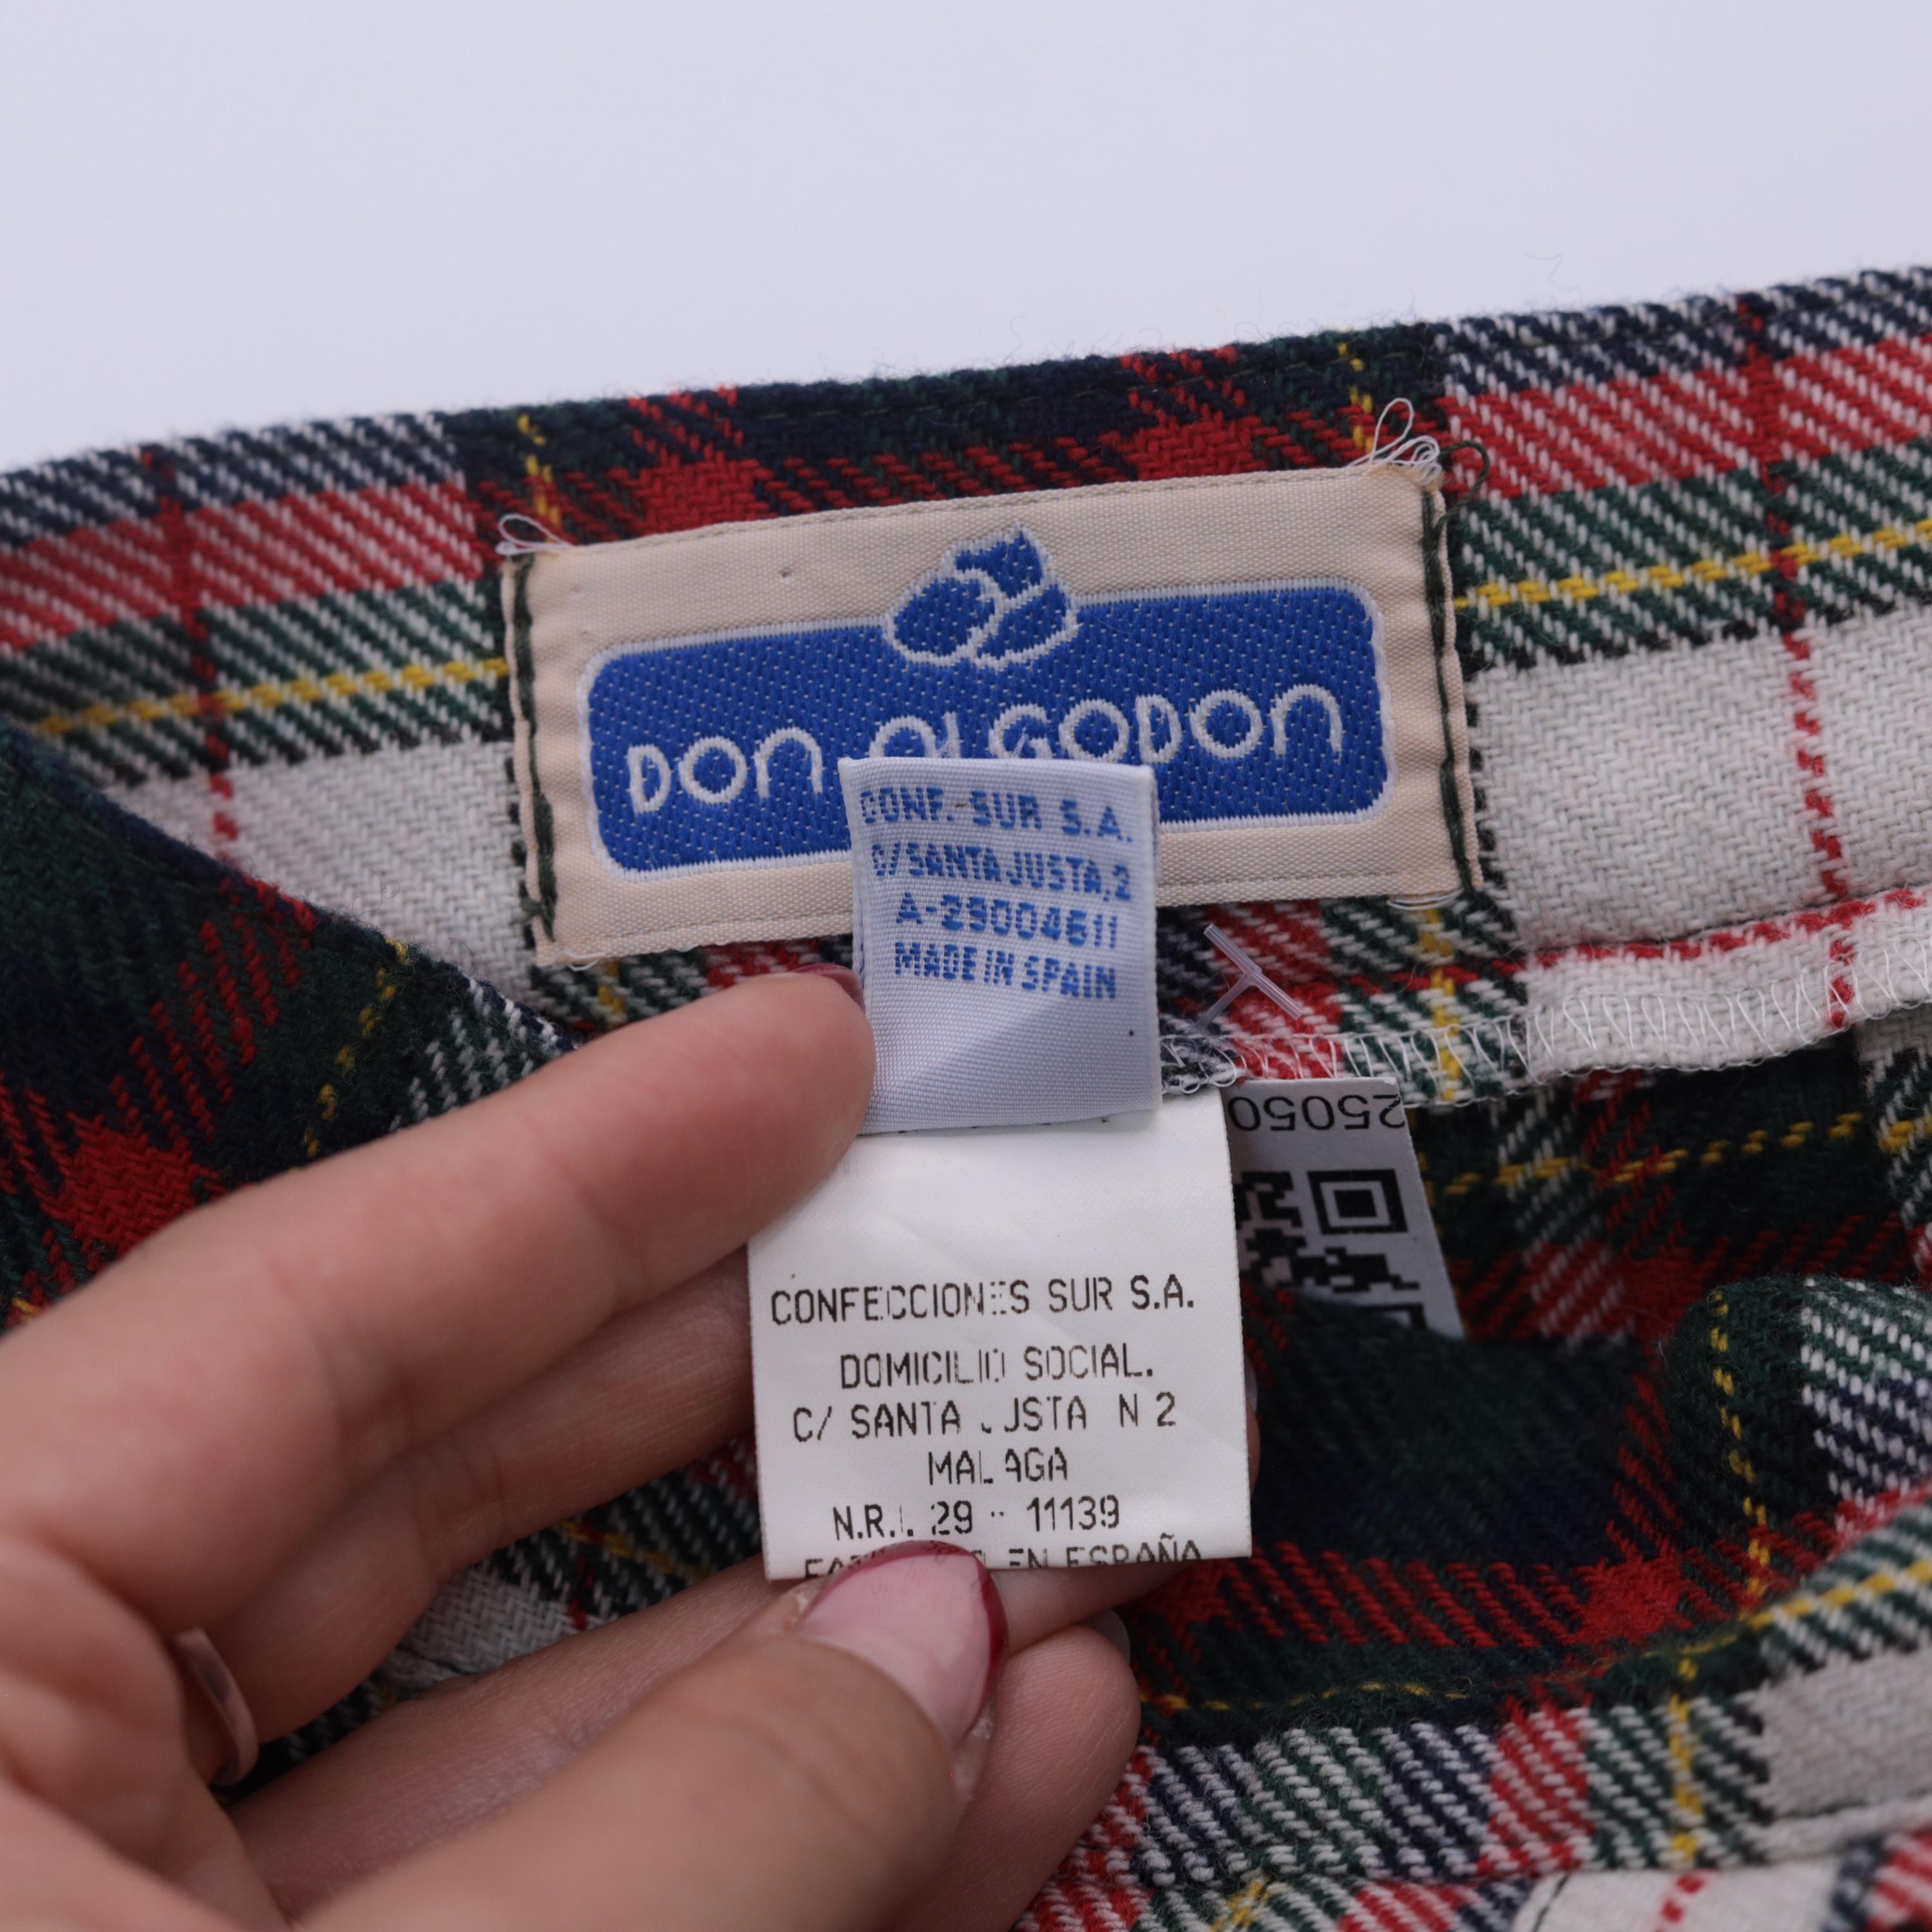 DON ALGODON
CONF.-SUR S.A.
C/SANTA JUSTA,2
A-29004611
MADE IN SPAIN
25050
CONFECCIONES SUR S.A.
DOMICILIO SOCIAL.
C/ SANTA JUSTA N 2
MALAGA
N.R.I. 29 - 11139
EN ESPAÑA